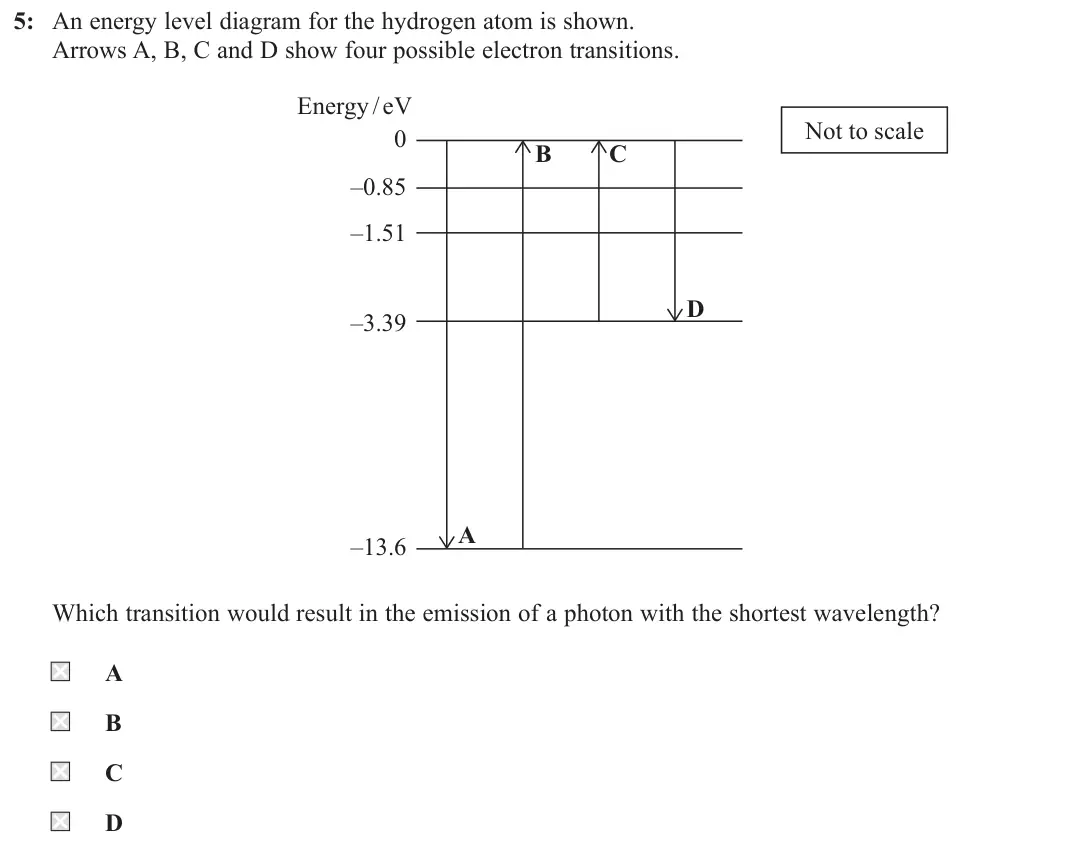 5: An energy level diagram for the hydrogen atom is shown.
Arrows A, B, C and D show four possible electron transitions.
Energy / eV
Not to scale
0
B
C
–0.85
–1.51
D
–3.39
A
–13.6
Which transition would result in the emission of a photon with the shortest wavelength?
A
B
C
D